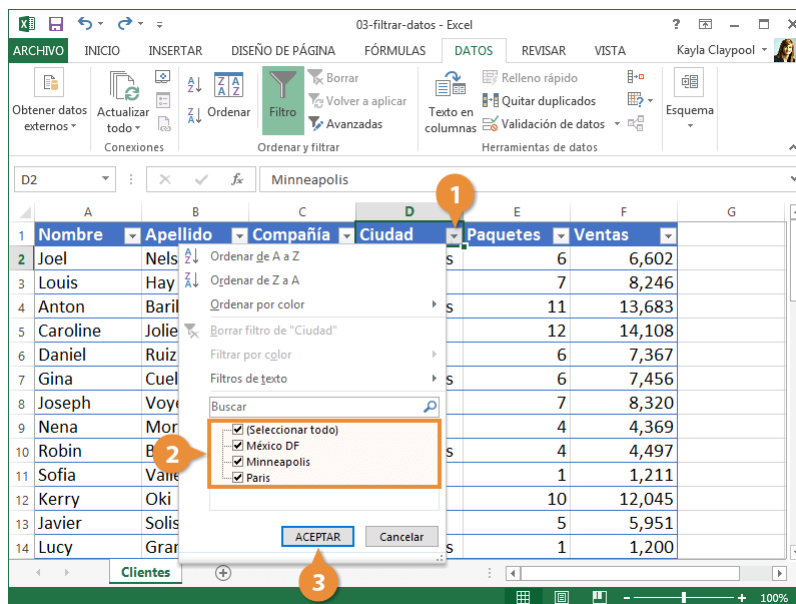 03-filtrar-datos - Excel
ARCHIVO INICIO INSERTAR DISEÑO DE PÁGINA FÓRMULAS DATOS REVISAR VISTA Kayla Claypool
Obtener datos externos
Actualizar todo
Conexiones
Ordenar
Filtro
Borrar
Volver a aplicar
Avanzadas
Ordenar y filtrar
Texto en columnas
Relleno rápido
Quitar duplicados
Validación de datos
Herramientas de datos
Esquema
D2 fx Minneapolis
1
A B C D E F G
1 Nombre Apellido Compañía Ciudad Paquetes Ventas
2 Joel Nels s 6 6,602
3 Louis Hay 7 8,246
4 Anton Baril s 11 13,683
5 Caroline Jolie 12 14,108
6 Daniel Ruiz 6 7,367
7 Gina Cuel s 6 7,456
8 Joseph Voy 7 8,320
9 Nena Mor 4 4,369
10 Robin B s 4 4,497
11 Sofia Valle 1 1,211
12 Kerry Oki 10 12,045
13 Javier Solis 5 5,951
14 Lucy Gran s 1 1,200
Ordenar de A a Z
Ordenar de Z a A
Ordenar por color
Borrar filtro de "Ciudad"
Filtrar por color
Filtros de texto
Buscar
(Seleccionar todo)
México DF
Minneapolis
Paris
2
ACEPTAR Cancelar
3
Clientes
100%